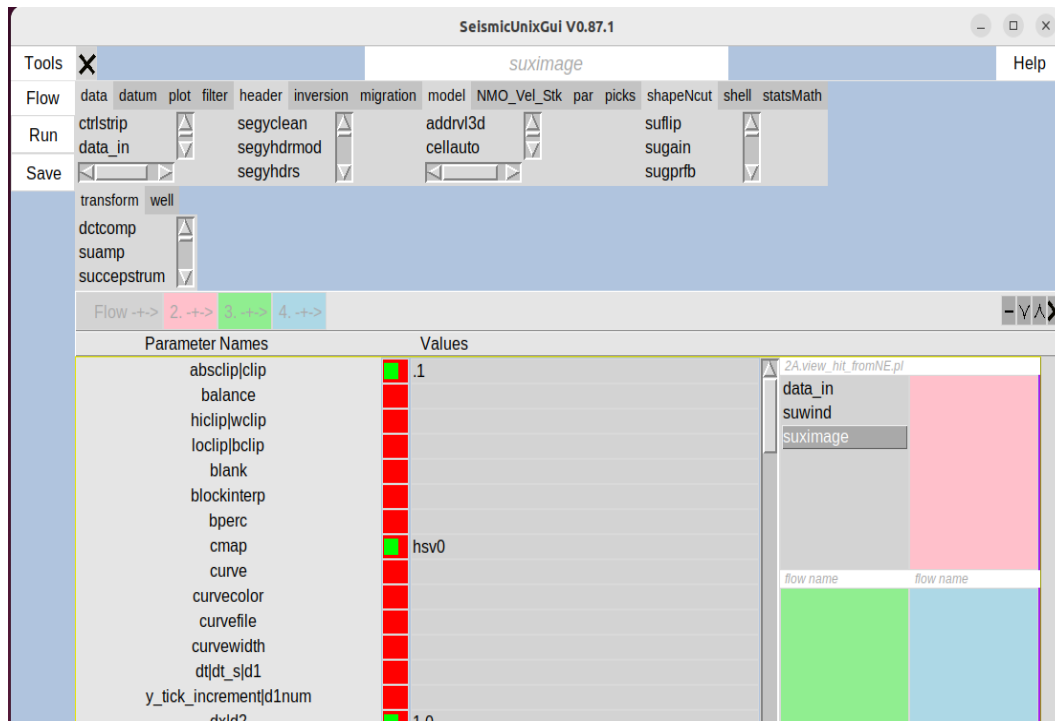 SeismicUnixGui V0.87.1
Tools X suximage Help
Flow data datum plot filter header inversion migration model NMO_Vel_Stk par picks shapeNcut shell statsMath
ctrlstrip segyclean addrvl3d suflip
Run
data_in segyhdrmod cellauto sugain
Save segyhdrs sugprfb
transform well
dctcomp
suamp
succepstrum
Flow -+-> 2. -+-> 3. -+-> 4. -+->
Parameter Names Values
absclip|clip .1 2A.view_hit_fromNE.pl
balance data_in
hiclip|wclip suwind
loclip|bclip suximage
blank
blockinterp
bperc
cmap hsv0
curve flow name flow name
curvecolor
curvefile
curvewidth
dt|dt_s|d1
y_tick_increment|d1num
dx|d2 1.0